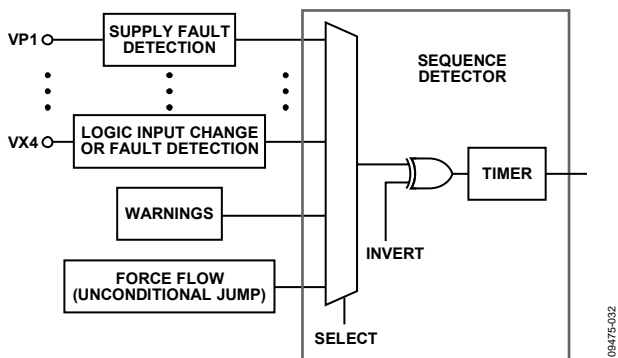 VP1
SUPPLY FAULT
DETECTION
SEQUENCE
DETECTOR
VX4
LOGIC INPUT CHANGE
OR FAULT DETECTION
TIMER
WARNINGS
INVERT
FORCE FLOW
(UNCONDITIONAL JUMP)
SELECT
09475-032